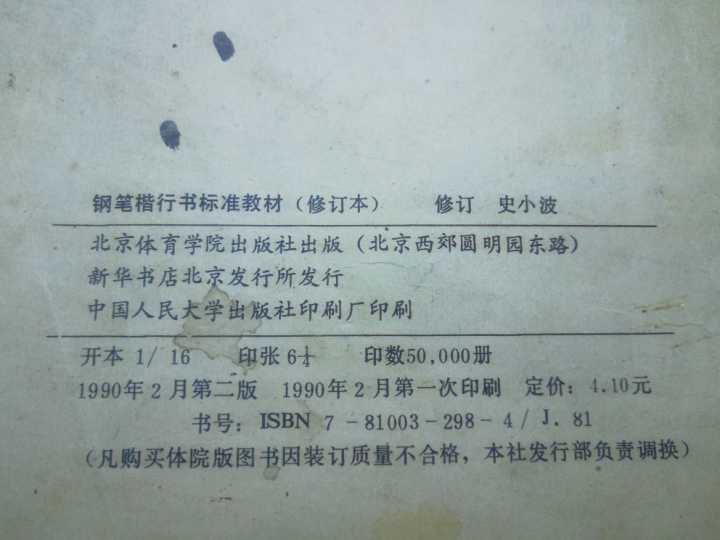 钢笔楷行书标准教材（修订本） 修订 史小波
北京体育学院出版社出版（北京西郊圆明园东路）
新华书店北京发行所发行
中国人民大学出版社印刷厂印刷
开本 1/ 16 印张 6¼ 印数50,000册
1990年 2 月第二版 1990年 2 月第一次印刷 定价: 4.10元
书号: ISBN 7 - 81003 - 298 - 4 / J. 81
（凡购买体院版图书因装订质量不合格，本社发行部负责调换）